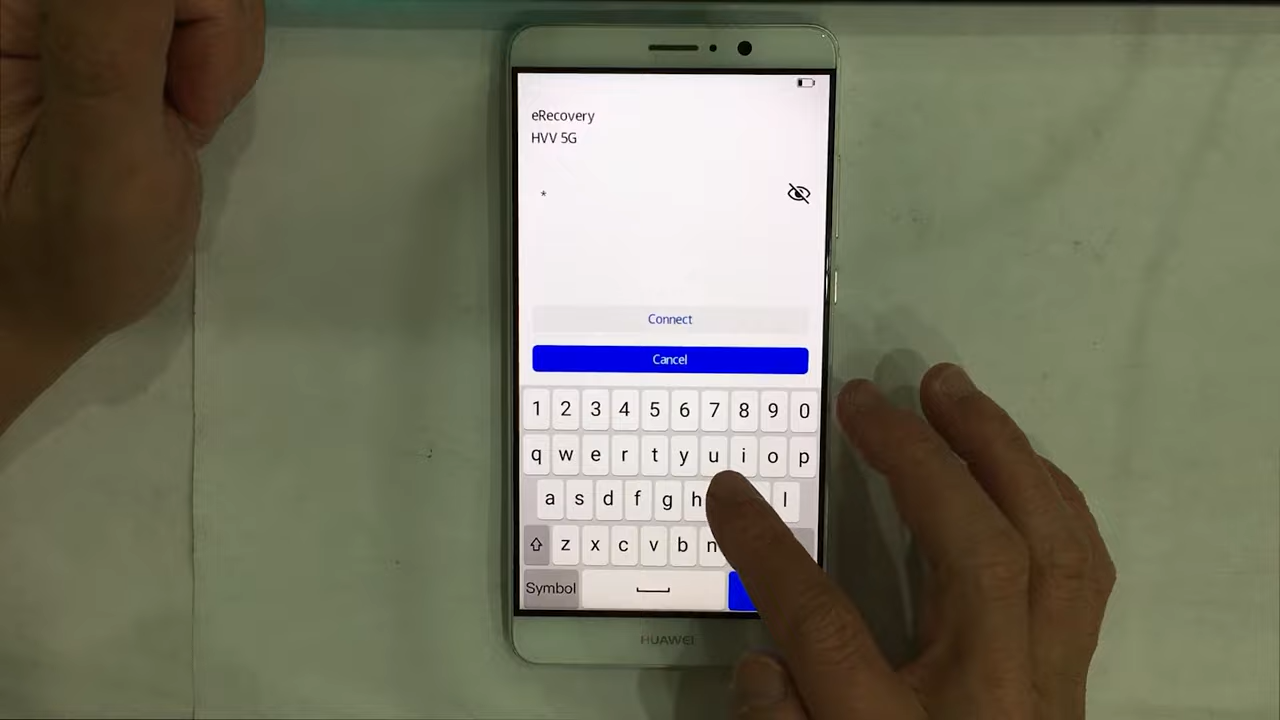 eRecovery
HVV 5G
*
Connect
Cancel
1 2 3 4 5 6 7 8 9 0
q w e r t y u i o p
a s d f g h l
z x c v b n
Symbol
HUAWEI